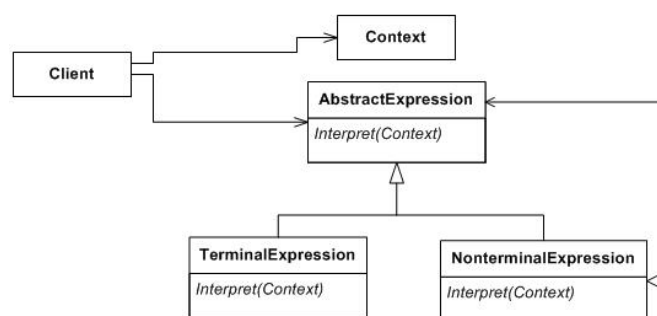 Context
Client
AbstractExpression
Interpret(Context)
TerminalExpression
NonterminalExpression
Interpret(Context)
Interpret(Context)